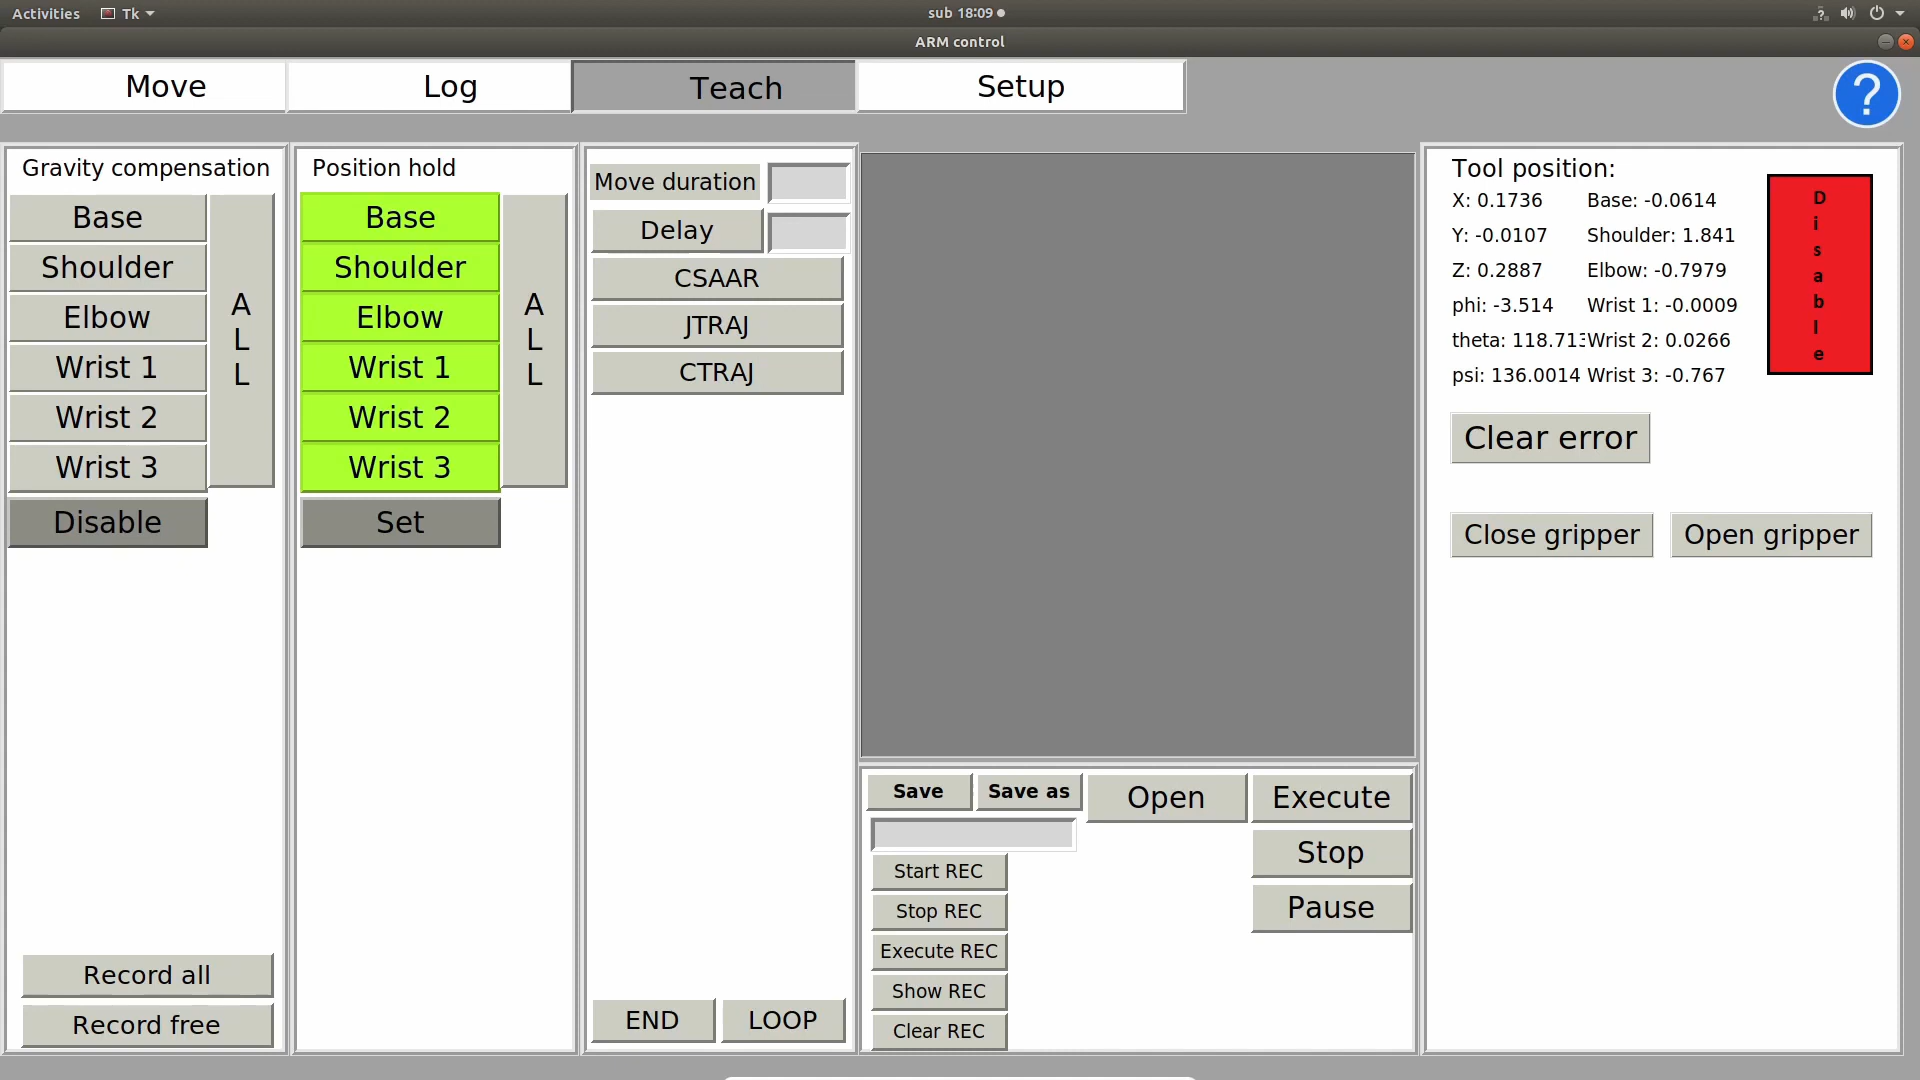 Activities
Tk
sub 18:09
ARM control
Move
Log
Teach
Setup
?
Gravity compensation
Base
Shoulder
Elbow
Wrist 1
Wrist 2
Wrist 3
A
L
L
Disable
Record all
Record free
Position hold
Base
Shoulder
Elbow
Wrist 1
Wrist 2
Wrist 3
A
L
L
Set
Move duration
Delay
CSAAR
JTRAJ
CTRAJ
END
LOOP
Save
Save as
Open
Execute
Stop
Pause
Start REC
Stop REC
Execute REC
Show REC
Clear REC
Tool position:
X: 0.1736
Base: -0.0614
Y: -0.0107
Shoulder: 1.841
Z: 0.2887
Elbow: -0.7979
phi: -3.514
Wrist 1: -0.0009
theta: 118.713
Wrist 2: 0.0266
psi: 136.0014
Wrist 3: -0.767
D
i
s
a
b
l
e
Clear error
Close gripper
Open gripper